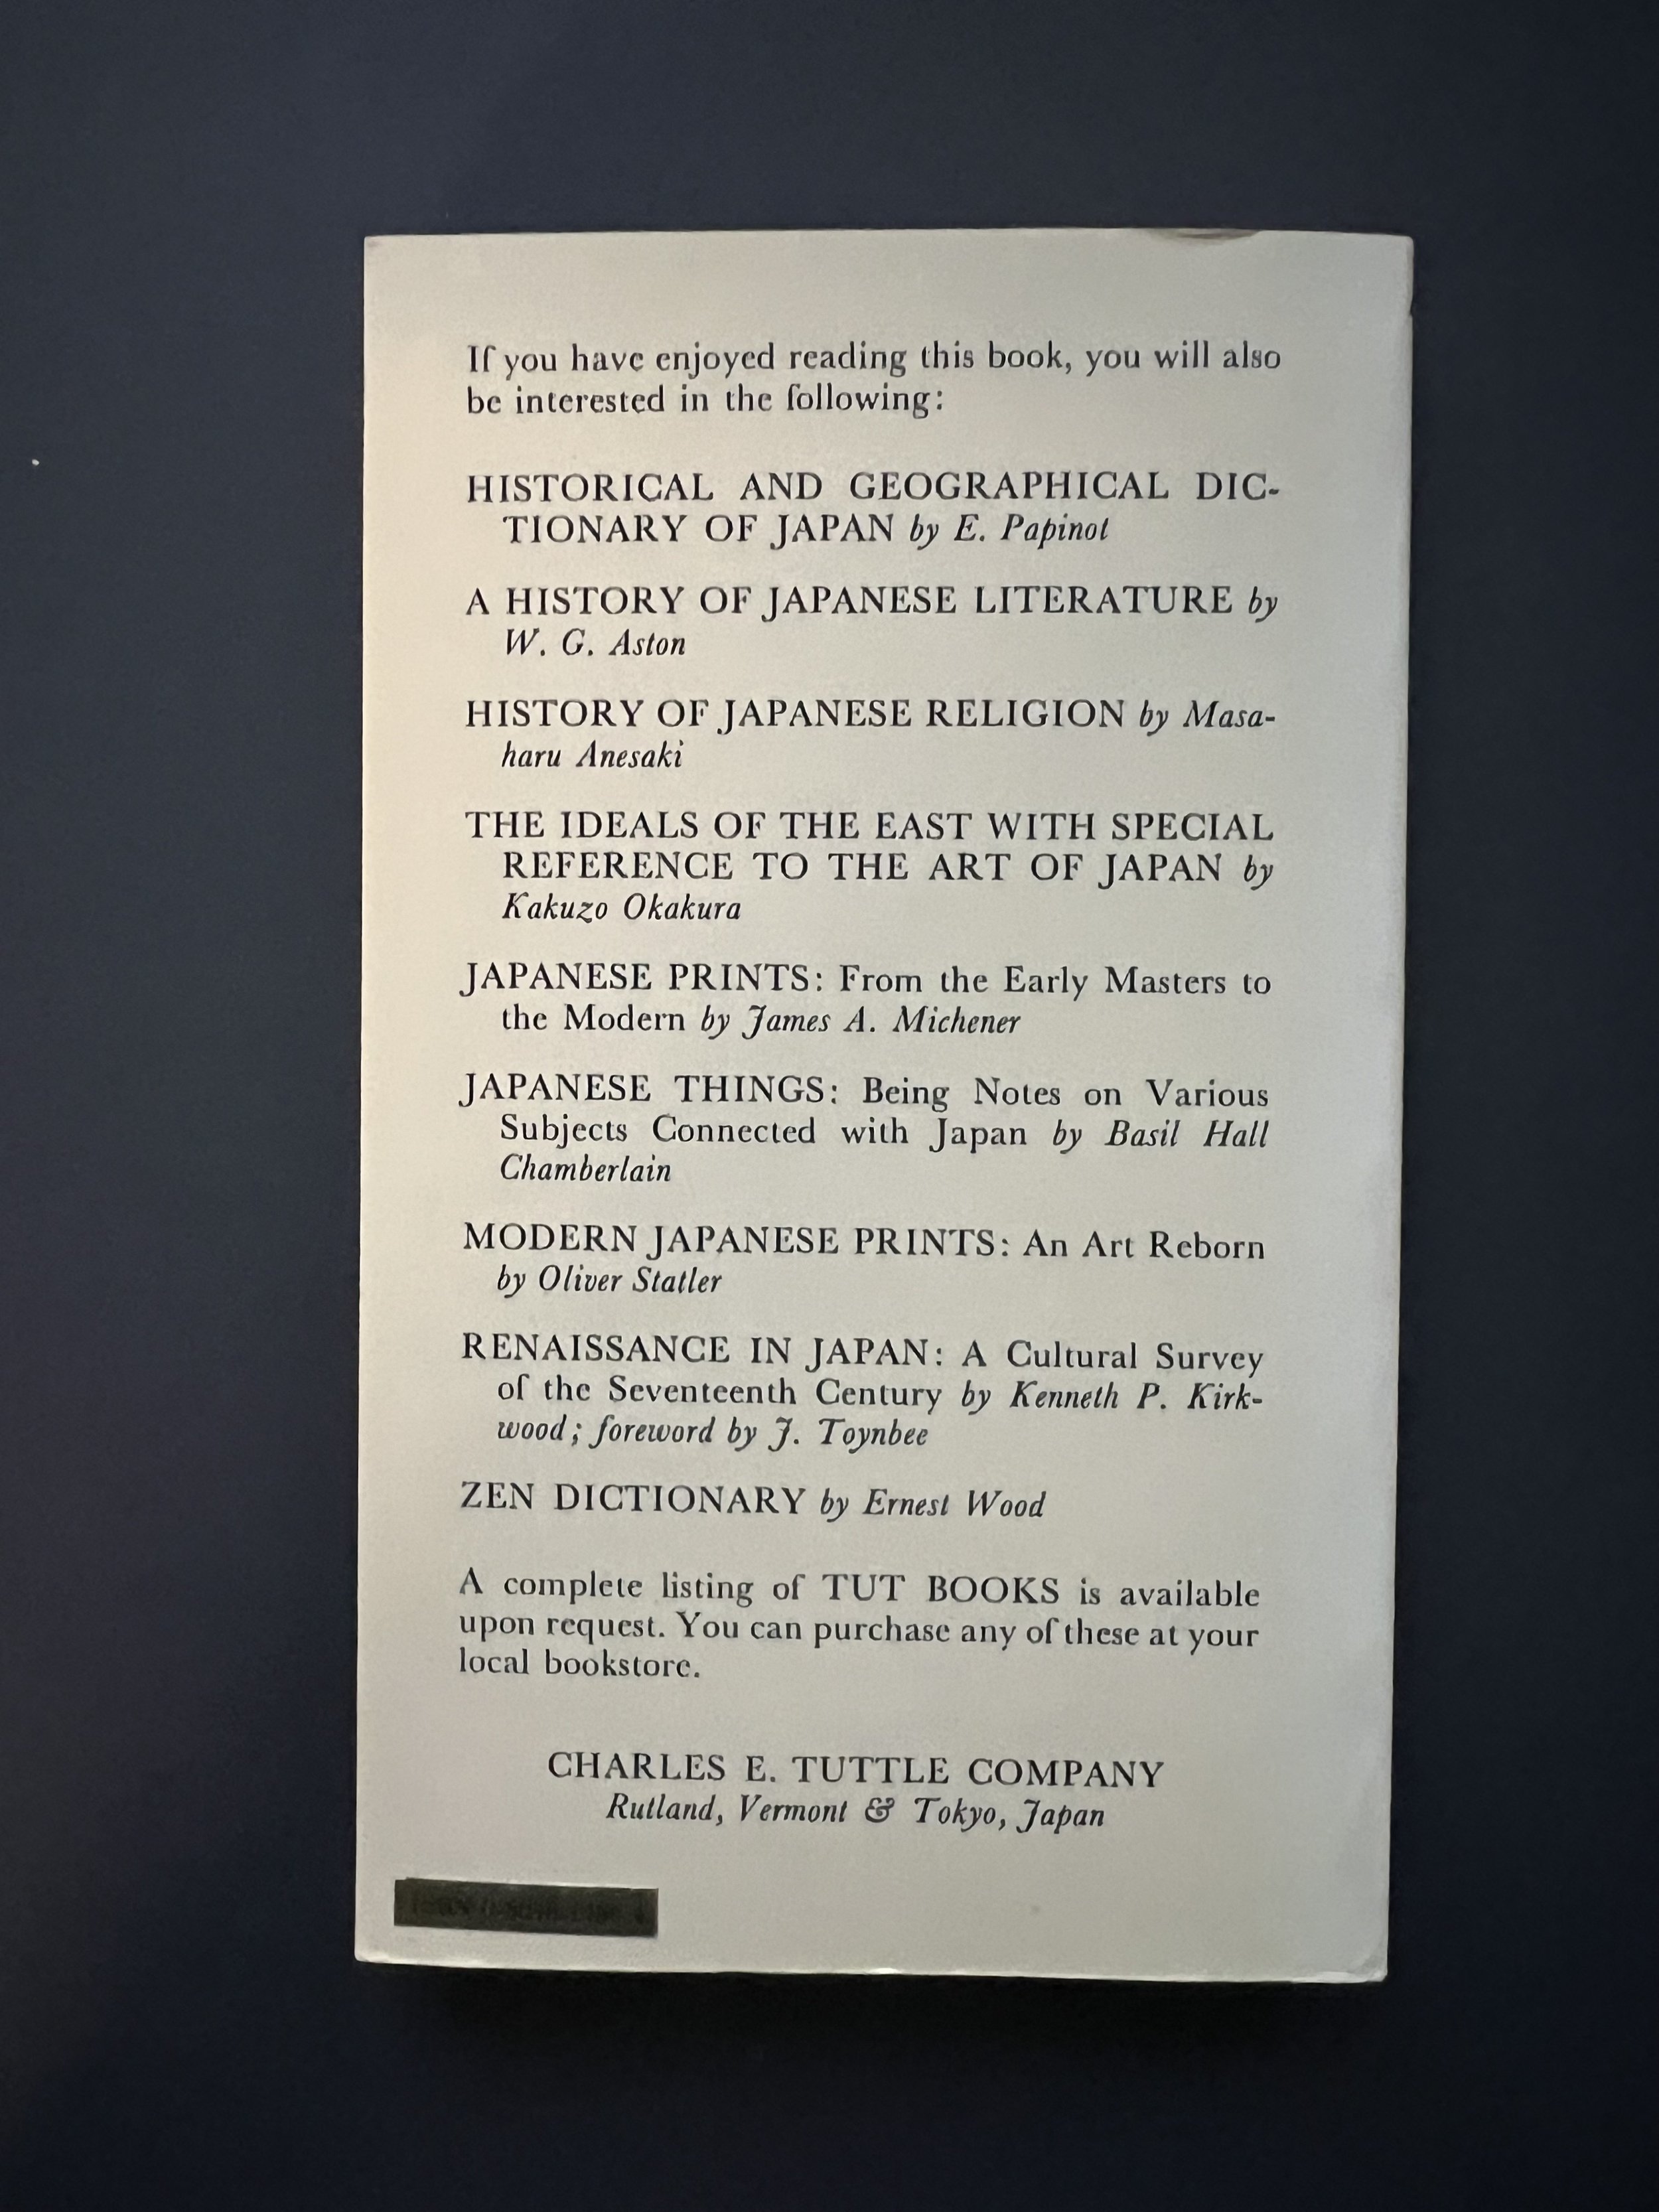 If you have enjoyed reading this book, you will also
be interested in the following:
HISTORICAL AND GEOGRAPHICAL DIC-
TIONARY OF JAPAN by E. Papinot
A HISTORY OF JAPANESE LITERATURE by
W. G. Aston
HISTORY OF JAPANESE RELIGION by Masa-
haru Anesaki
THE IDEALS OF THE EAST WITH SPECIAL
REFERENCE TO THE ART OF JAPAN by
Kakuzo Okakura
JAPANESE PRINTS: From the Early Masters to
the Modern by James A. Michener
JAPANESE THINGS: Being Notes on Various
Subjects Connected with Japan by Basil Hall
Chamberlain
MODERN JAPANESE PRINTS: An Art Reborn
by Oliver Statler
RENAISSANCE IN JAPAN: A Cultural Survey
of the Seventeenth Century by Kenneth P. Kirk-
wood; foreword by J. Toynbee
ZEN DICTIONARY by Ernest Wood
A complete listing of TUT BOOKS is available
upon request. You can purchase any of these at your
local bookstore.
CHARLES E. TUTTLE COMPANY
Rutland, Vermont & Tokyo, Japan